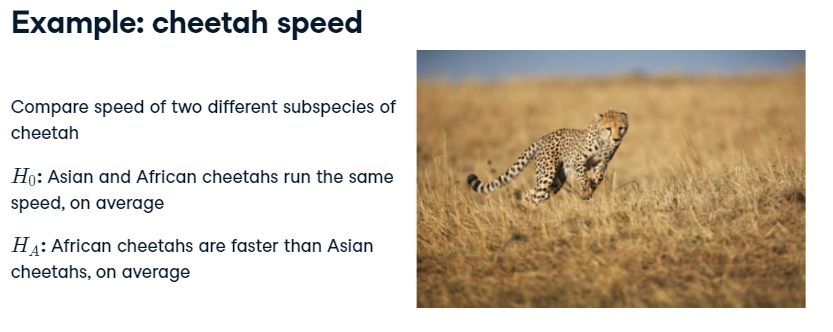 Example: cheetah speed
Compare speed of two different subspecies of
cheetah
H₀: Asian and African cheetahs run the same
speed, on average
H_A: African cheetahs are faster than Asian
cheetahs, on average